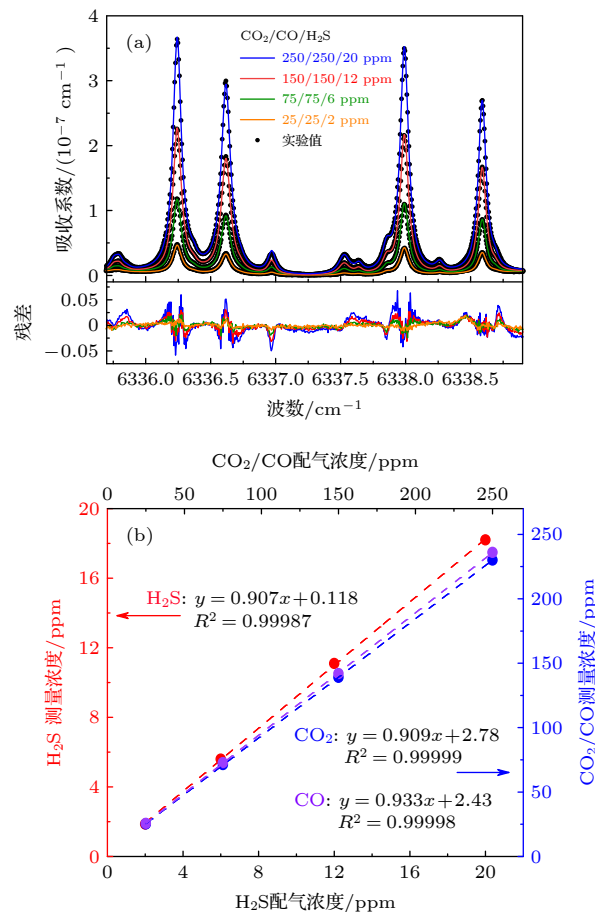 (a)
CO₂/CO/H₂S
250/250/20 ppm
150/150/12 ppm
75/75/6 ppm
25/25/2 ppm
实验值
吸收系数/(10⁻⁷ cm⁻¹)
4
3
2
1
0
残差
0.05
0
−0.05
6336.0 6336.5 6337.0 6337.5 6338.0 6338.5
波数/cm⁻¹
CO₂/CO配气浓度/ppm
0 50 100 150 200 250
(b)
H₂S 测量浓度/ppm
20
18
14
10
6
2
0
H₂S: y = 0.907x+0.118
R² = 0.99987
CO₂: y = 0.909x+2.78
R² = 0.99999
CO: y = 0.933x+2.43
R² = 0.99998
250
200
150
100
50
25
0
CO₂/CO测量浓度/ppm
0 4 8 12 16 20
H₂S配气浓度/ppm